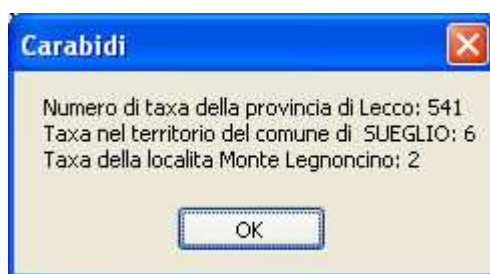 Carabidi
Numero di taxa della provincia di Lecco: 541
Taxa nel territorio del comune di SUEGLIO: 6
Taxa della localita Monte Legnoncino: 2
OK